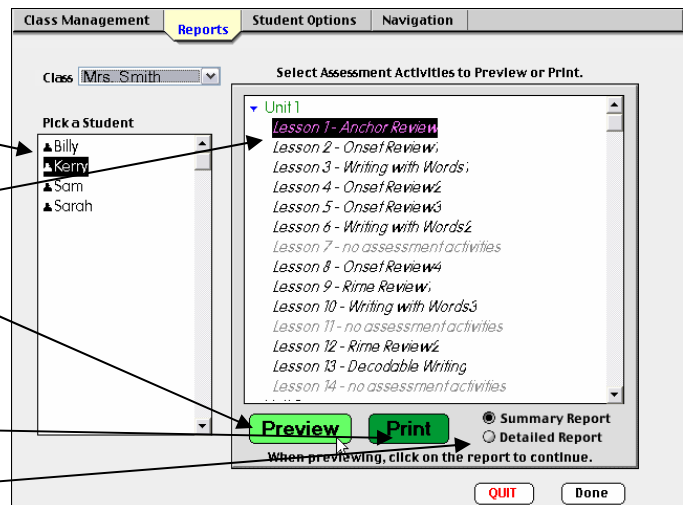 Class Management Reports Student Options Navigation
Class Mrs. Smith
Pick a Student
Billy
Kerry
Sam
Sarah
Select Assessment Activities to Preview or Print.
Unit 1
Lesson 1 - Anchor Review
Lesson 2 - Onset Review1
Lesson 3 - Writing with Words1
Lesson 4 - Onset Review2
Lesson 5 - Onset Review3
Lesson 6 - Writing with Words2
Lesson 7 - no assessment activities
Lesson 8 - Onset Review4
Lesson 9 - Rime Review1
Lesson 10 - Writing with Words3
Lesson 11 - no assessment activities
Lesson 12 - Rime Review2
Lesson 13 - Decodable Writing
Lesson 14 - no assessment activities
Preview Print
Summary Report
Detailed Report
When previewing, click on the report to continue.
QUIT Done